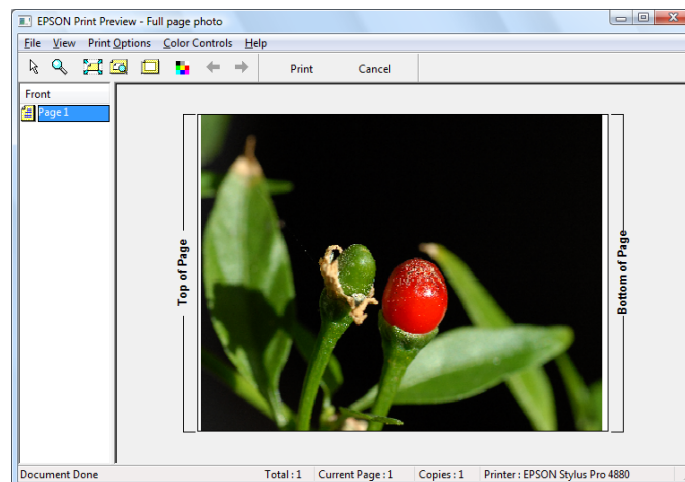 EPSON Print Preview - Full page photo
File View Print Options Color Controls Help
Print Cancel
Front
Page 1
Top of Page
Bottom of Page
Document Done Total : 1 Current Page : 1 Copies : 1 Printer : EPSON Stylus Pro 4880